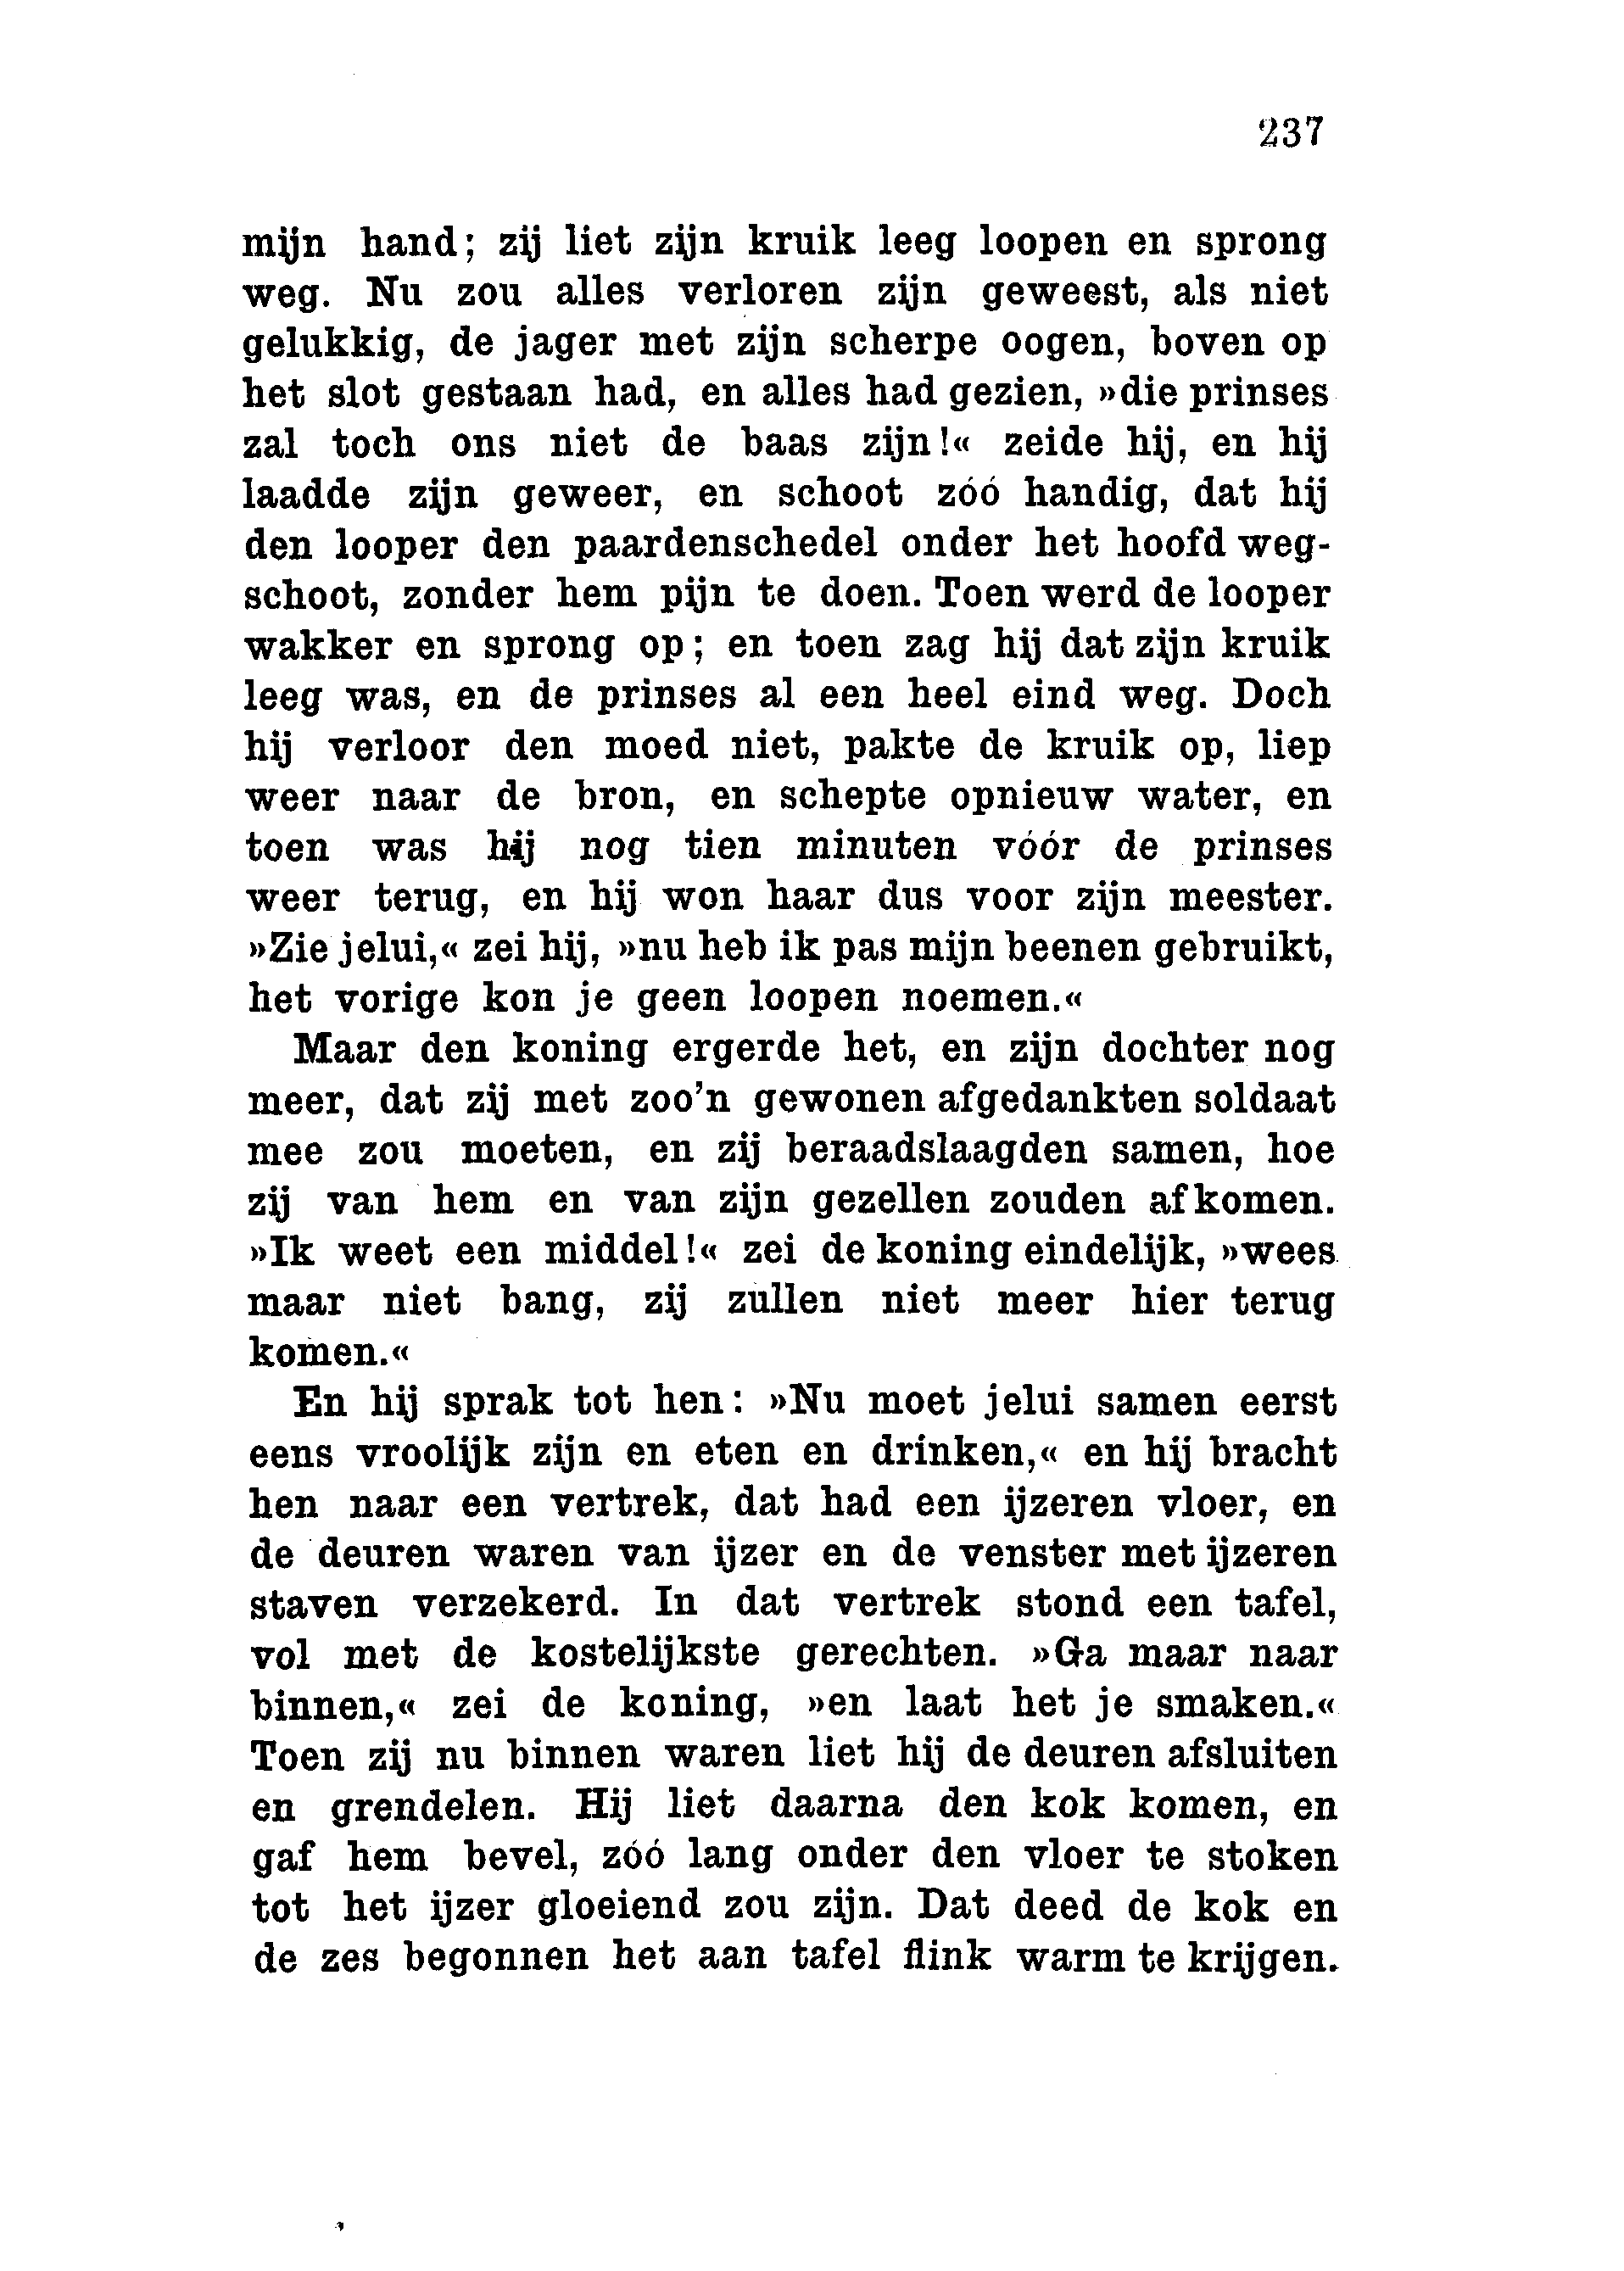 237
mijn hand; zij liet zijn kruik leeg loopen en sprong
weg. Nu zou alles verloren zijn geweest, als niet
gelukkig, de jager met zijn scherpe oogen, boven op
het slot gestaan had, en alles had gezien, »die prinses
zal toch ons niet de baas zijn!« zeide hij, en hij
laadde zijn geweer, en schoot zóó handig, dat hij
den looper den paardenschedel onder het hoofd weg-
schoot, zonder hem pijn te doen. Toen werd de looper
wakker en sprong op; en toen zag hij dat zijn kruik
leeg was, en de prinses al een heel eind weg. Doch
hij verloor den moed niet, pakte de kruik op, liep
weer naar de bron, en schepte opnieuw water, en
toen was hij nog tien minuten vóór de prinses
weer terug, en hij won haar dus voor zijn meester.
»Zie jelui,« zei hij, »nu heb ik pas mijn beenen gebruikt,
het vorige kon je geen loopen noemen.«
Maar den koning ergerde het, en zijn dochter nog
meer, dat zij met zoo'n gewonen afgedankten soldaat
mee zou moeten, en zij beraadslaagden samen, hoe
zij van hem en van zijn gezellen zouden afkomen.
»Ik weet een middel!« zei de koning eindelijk, »wees
maar niet bang, zij zullen niet meer hier terug
komen.«
En hij sprak tot hen: »Nu moet jelui samen eerst
eens vroolijk zijn en eten en drinken,« en hij bracht
hen naar een vertrek, dat had een ijzeren vloer, en
de deuren waren van ijzer en de venster met ijzeren
staven verzekerd. In dat vertrek stond een tafel,
vol met de kostelijkste gerechten. »Ga maar naar
binnen,« zei de koning, »en laat het je smaken.«
Toen zij nu binnen waren liet hij de deuren afsluiten
en grendelen. Hij liet daarna den kok komen, en
gaf hem bevel, zóó lang onder den vloer te stoken
tot het ijzer gloeiend zou zijn. Dat deed de kok en
de zes begonnen het aan tafel flink warm te krijgen.